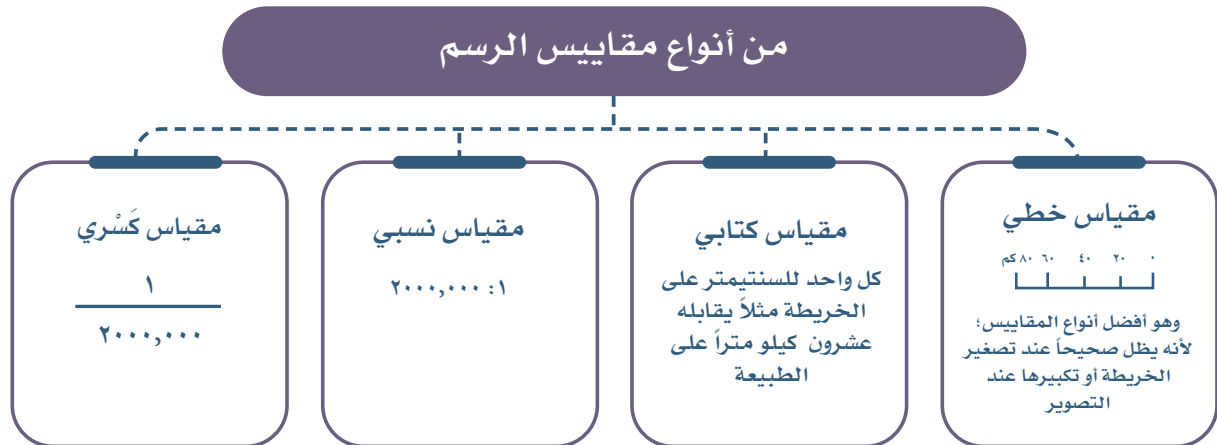 من أنواع مقاييس الرسم
مقياس خطي
٠ ٢٠ ٤٠ ٦٠ ٨٠ كم
وهو أفضل أنواع المقاييس؛
لأنه يظل صحيحاً عند تصغير
الخريطة أو تكبيرها عند
التصوير
مقياس كتابي
كل واحد للسنتيمتر على
الخريطة مثلاً يقابله
عشرون كيلو متراً على
الطبيعة
مقياس نسبي
١: ٢٠٠٠,٠٠٠
مقياس كَسْري
١
٢٠٠٠,٠٠٠